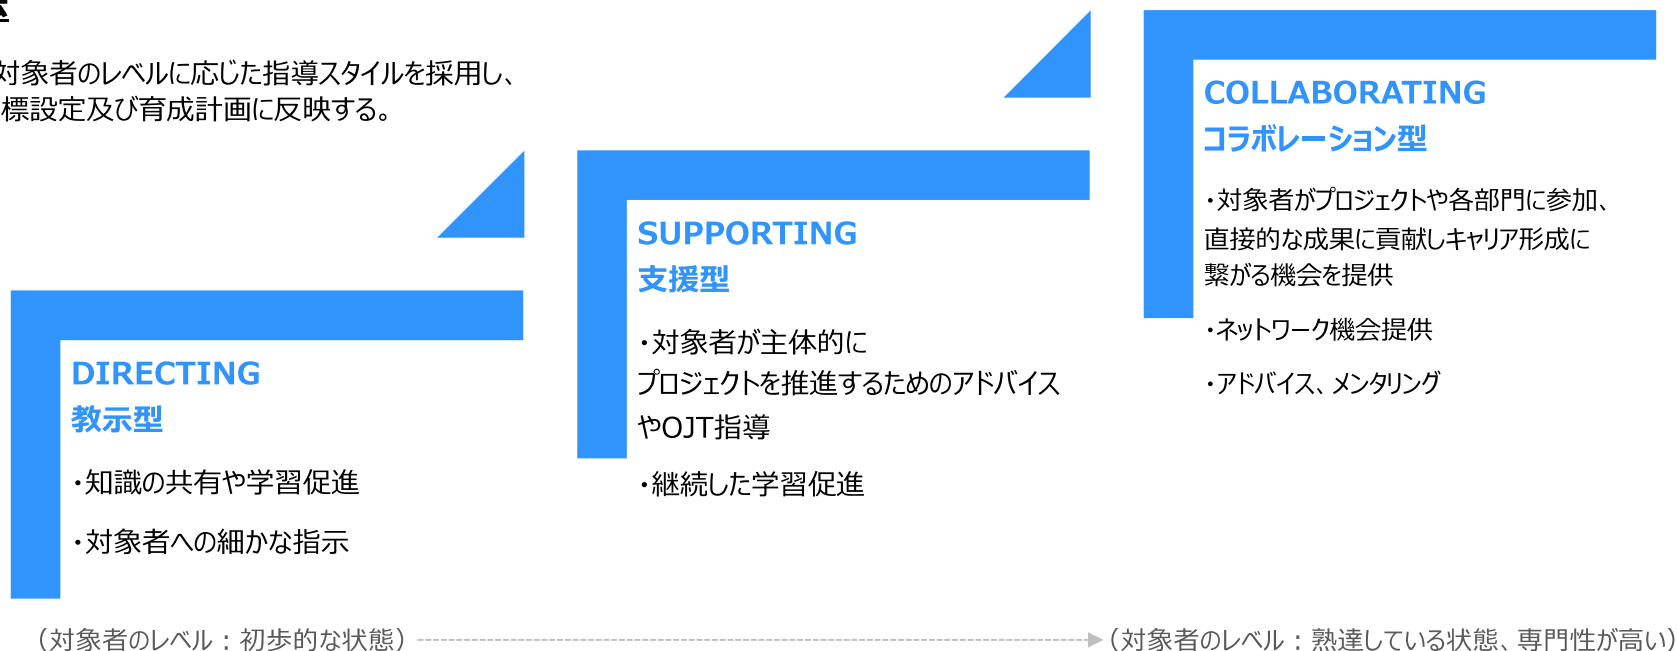 対象者のレベルに応じた指導スタイルを採用し、
標設定及び育成計画に反映する。
DIRECTING
教示型
・知識の共有や学習促進
・対象者への細かな指示
SUPPORTING
支援型
・対象者が主体的に
プロジェクトを推進するためのアドバイス
やOJT指導
・継続した学習促進
COLLABORATING
コラボレーション型
・対象者がプロジェクトや各部門に参加、
直接的な成果に貢献しキャリア形成に
繋がる機会を提供
・ネットワーク機会提供
・アドバイス、メンタリング
（対象者のレベル：初歩的な状態）
（対象者のレベル：熟達している状態、専門性が高い）